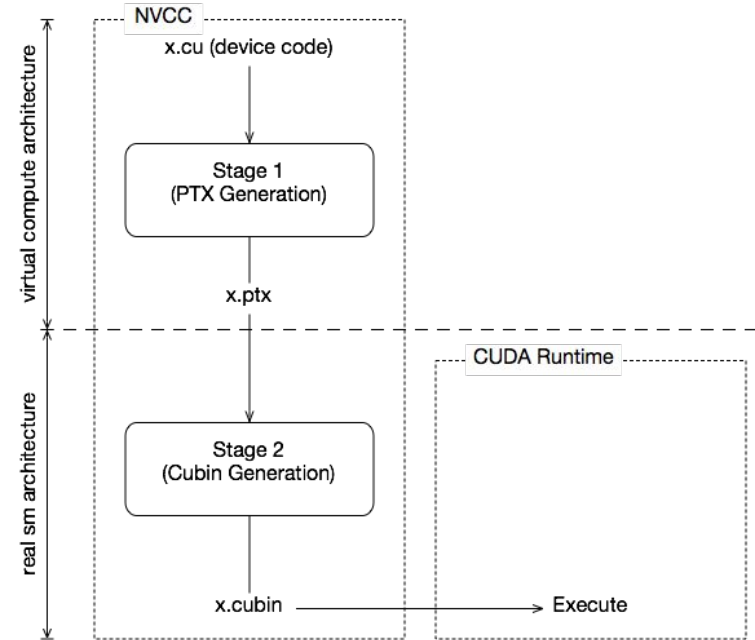 NVCC
x.cu (device code)
Stage 1
(PTX Generation)
x.ptx
virtual compute architecture
CUDA Runtime
Stage 2
(Cubin Generation)
real sm architecture
x.cubin
Execute